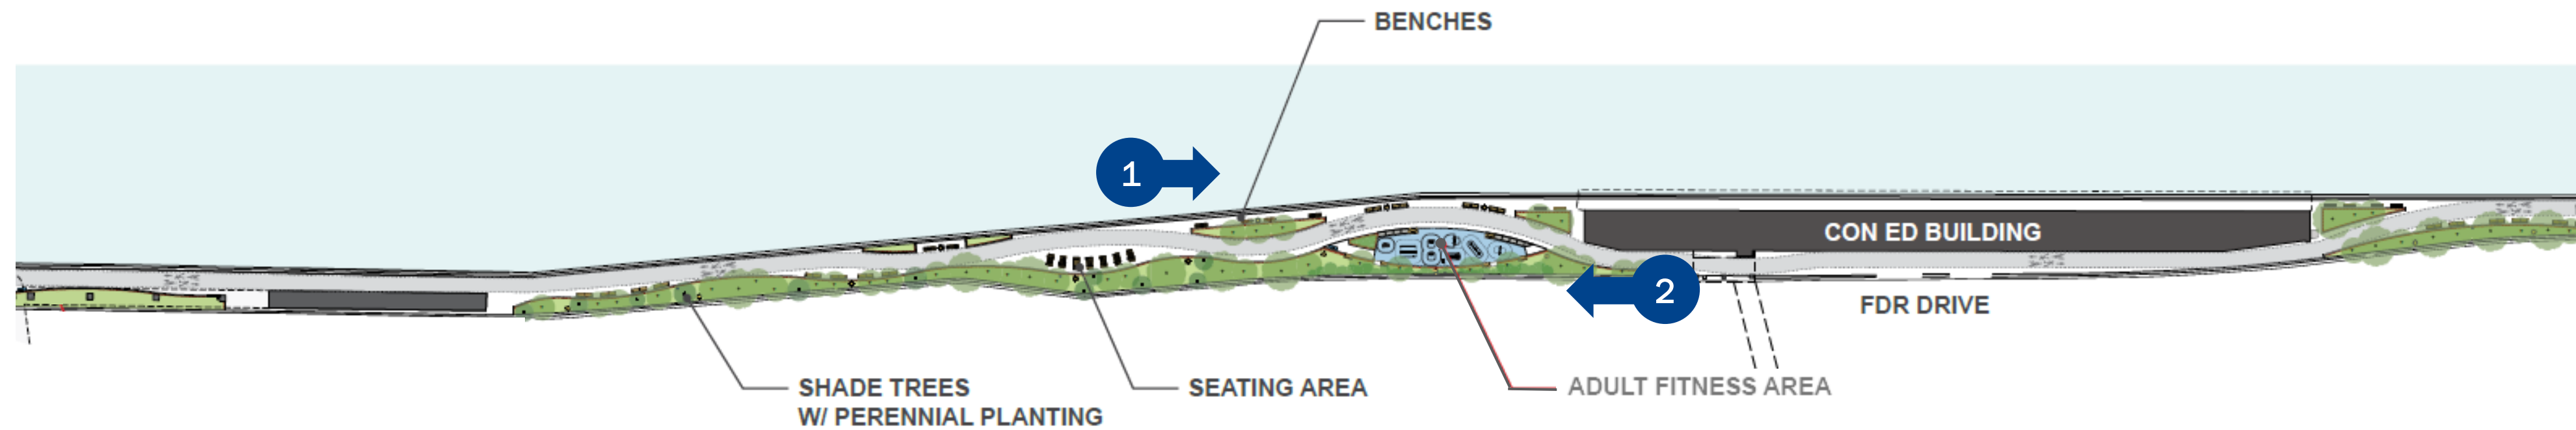 BENCHES
1
CON ED BUILDING
2
FDR DRIVE
SHADE TREES
W/ PERENNIAL PLANTING
SEATING AREA
ADULT FITNESS AREA